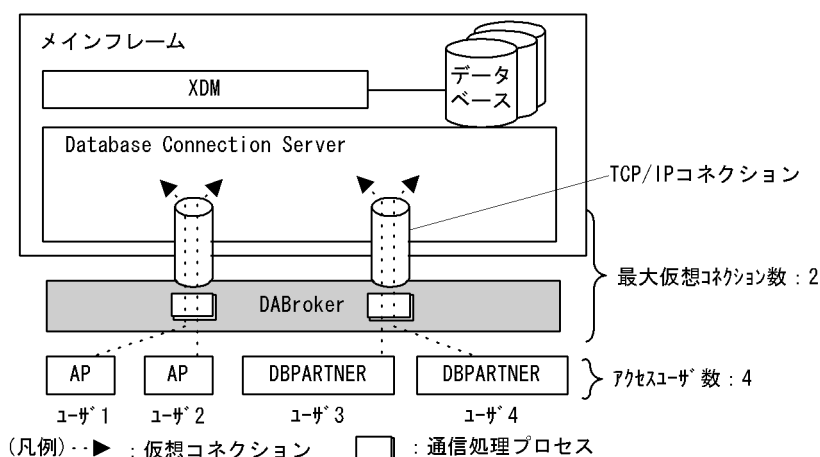 メインフレーム
XDM
データ
ベース
Database Connection Server
TCP/IPコネクション
最大仮想ｺﾈｸｼｮﾝ数：2
DABroker
AP
AP
DBPARTNER
DBPARTNER
ｱｸｾｽﾕｰｻﾞ数：4
ﾕｰｻﾞ1
ﾕｰｻﾞ2
ﾕｰｻﾞ3
ﾕｰｻﾞ4
(凡例)
：仮想コネクション
：通信処理プロセス